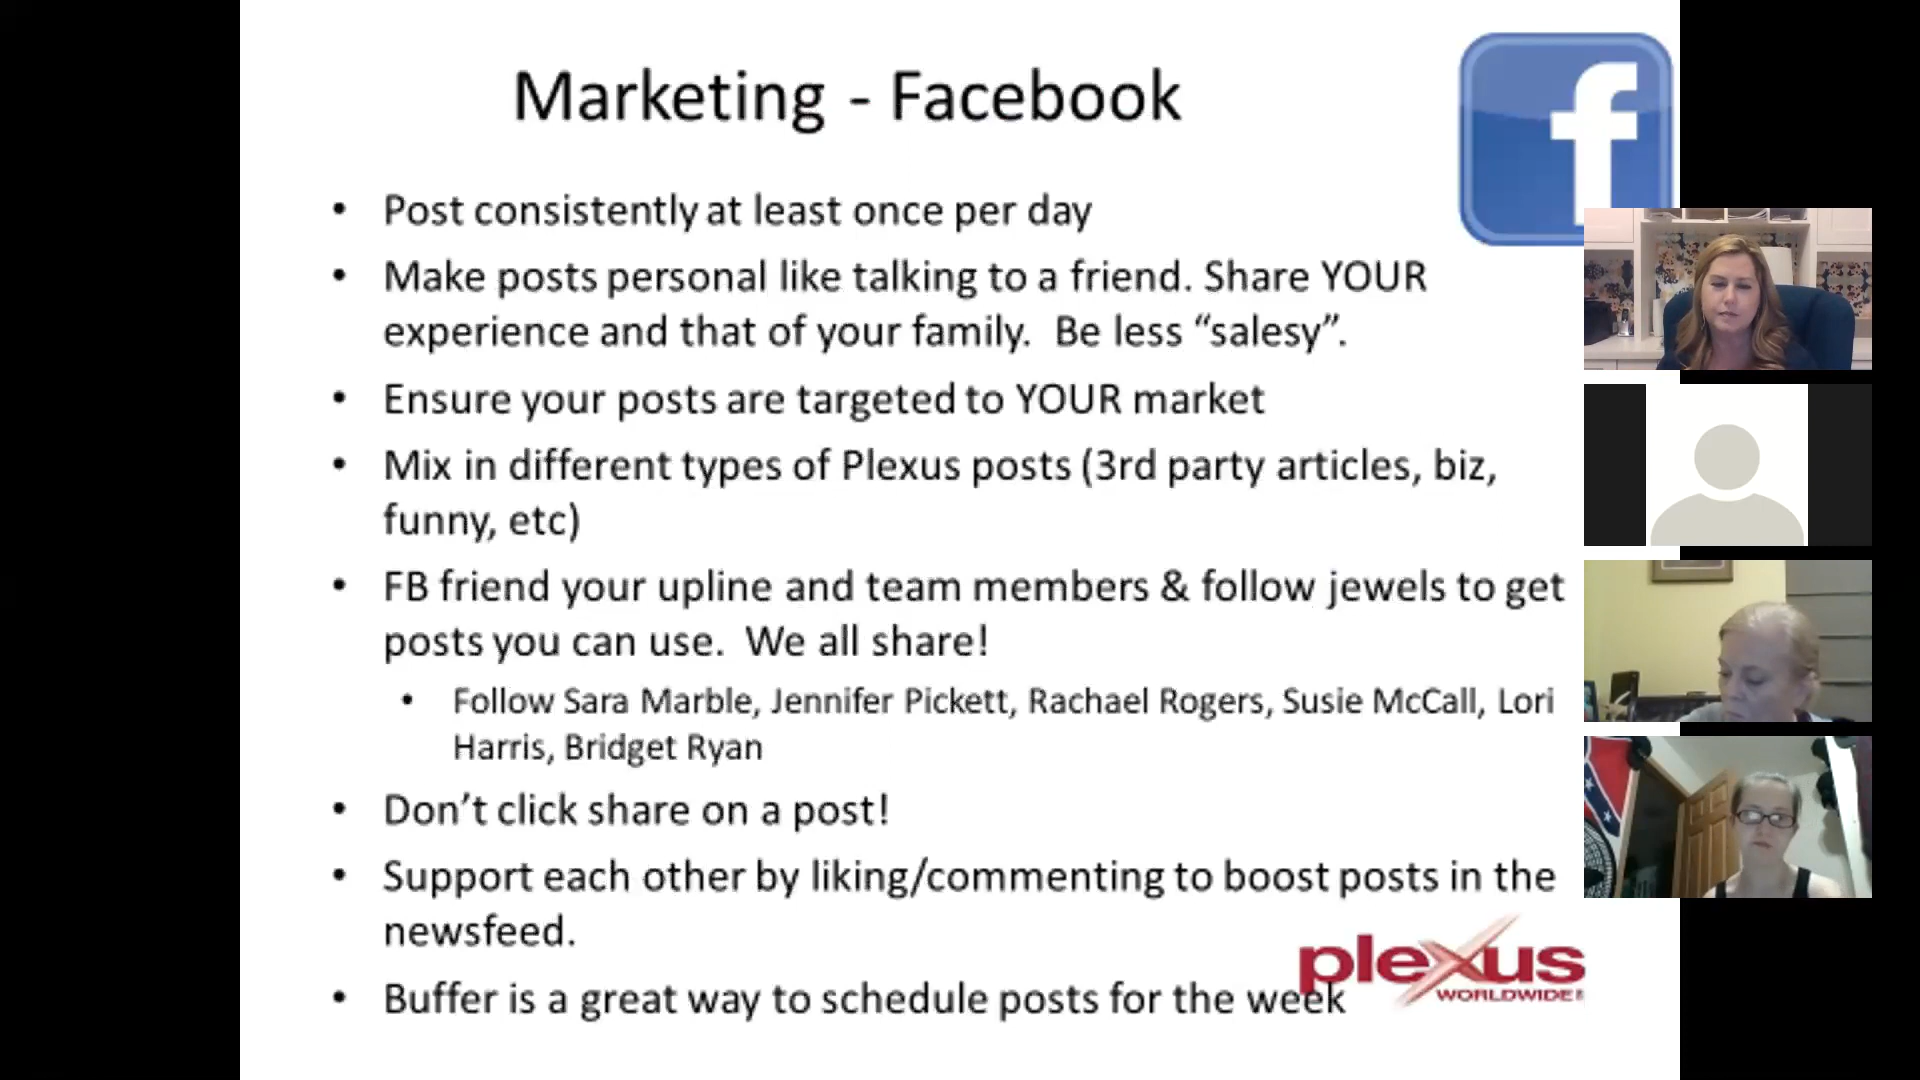 Marketing - Facebook
f
• Post consistently at least once per day
• Make posts personal like talking to a friend. Share YOUR
experience and that of your family.  Be less “salesy”.
• Ensure your posts are targeted to YOUR market
• Mix in different types of Plexus posts (3rd party articles, biz,
funny, etc)
• FB friend your upline and team members & follow jewels to get
posts you can use.  We all share!
• Follow Sara Marble, Jennifer Pickett, Rachael Rogers, Susie McCall, Lori
Harris, Bridget Ryan
• Don’t click share on a post!
• Support each other by liking/commenting to boost posts in the
newsfeed.
• Buffer is a great way to schedule posts for the week
plexus
WORLDWIDE